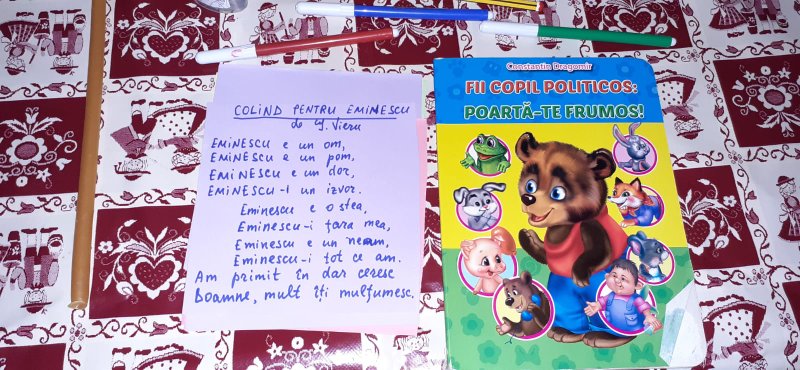 COLIND PENTRU EMINESCU
de G. Vieru
EMINESCU e un om,
EMINESCU e un pom,
EMINESCU e un dor,
EMINESCU-i un izvor.
Eminescu e o stea,
Eminescu-i țara mea,
Eminescu e un neam,
Eminescu-i tot ce am.
Am primit în dar ceresc
Doamne, mult îți mulțumesc.
Constantin Dragomir
FII COPIL POLITICOS:
POARTĂ-TE FRUMOS!